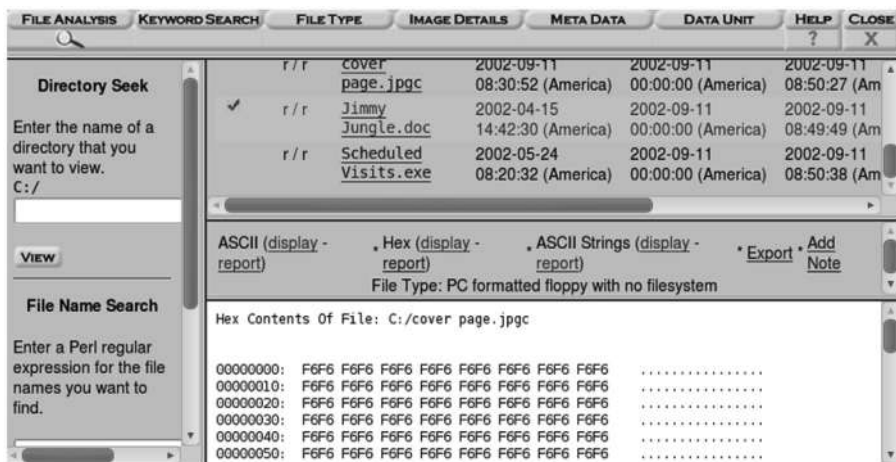 FILE ANALYSIS KEYWORD SEARCH FILE TYPE IMAGE DETAILS META DATA DATA UNIT HELP CLOSE
? X
Directory Seek
Enter the name of a
directory that you
want to view.
C:/
VIEW
File Name Search
Enter a Perl regular
expression for the file
names you want to
find.
r / r cover 2002-09-11 2002-09-11 2002-09-11
page.jpgc 08:30:52 (America) 00:00:00 (America) 08:50:27 (Am
✓ r / r Jimmy 2002-04-15 2002-09-11 2002-09-11
Jungle.doc 14:42:30 (America) 00:00:00 (America) 08:49:49 (Am
r / r Scheduled 2002-05-24 2002-09-11 2002-09-11
Visits.exe 08:20:32 (America) 00:00:00 (America) 08:50:38 (Am
ASCII (display - * Hex (display - * ASCII Strings (display - * Export * Add
report) report) report) Note
File Type: PC formatted floppy with no filesystem
Hex Contents Of File: C:/cover page.jpgc
00000000: F6F6 F6F6 F6F6 F6F6 F6F6 F6F6 F6F6 F6F6 ................
00000010: F6F6 F6F6 F6F6 F6F6 F6F6 F6F6 F6F6 F6F6 ................
00000020: F6F6 F6F6 F6F6 F6F6 F6F6 F6F6 F6F6 F6F6 ................
00000030: F6F6 F6F6 F6F6 F6F6 F6F6 F6F6 F6F6 F6F6 ................
00000040: F6F6 F6F6 F6F6 F6F6 F6F6 F6F6 F6F6 F6F6 ................
00000050: F6F6 F6F6 F6F6 F6F6 F6F6 F6F6 F6F6 F6F6 ................